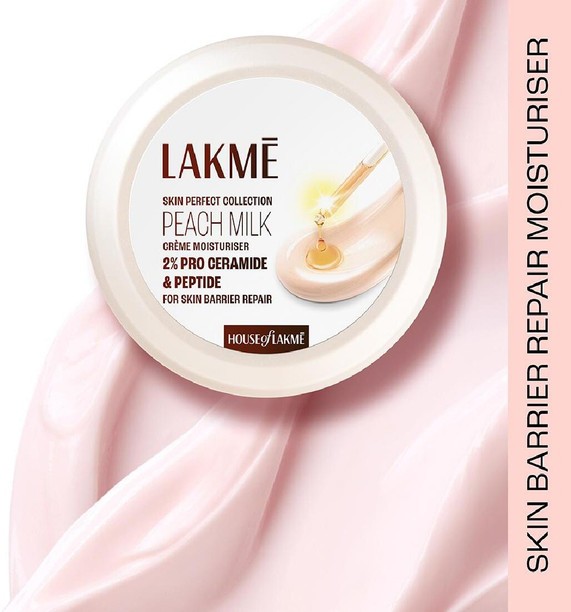 LAKMĒ
SKIN PERFECT COLLECTION
PEACH MILK
CRÈME MOISTURISER
2% PRO CERAMIDE
& PEPTIDE
FOR SKIN BARRIER REPAIR
HOUSE of LAKMĒ
SKIN BARRIER REPAIR MOISTURISER